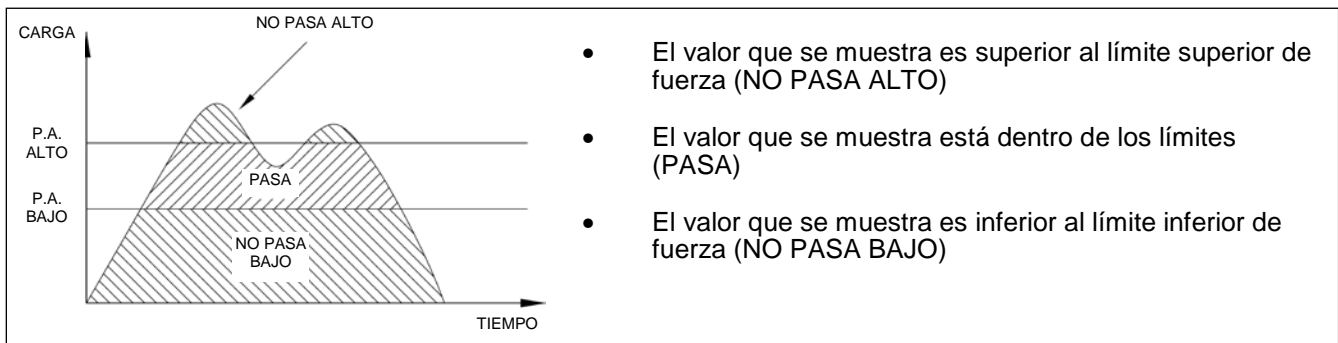 CARGA
NO PASA ALTO
P.A.
ALTO
PASA
P.A.
BAJO
NO PASA
BAJO
TIEMPO
• El valor que se muestra es superior al límite superior de
fuerza (NO PASA ALTO)
• El valor que se muestra está dentro de los límites
(PASA)
• El valor que se muestra es inferior al límite inferior de
fuerza (NO PASA BAJO)